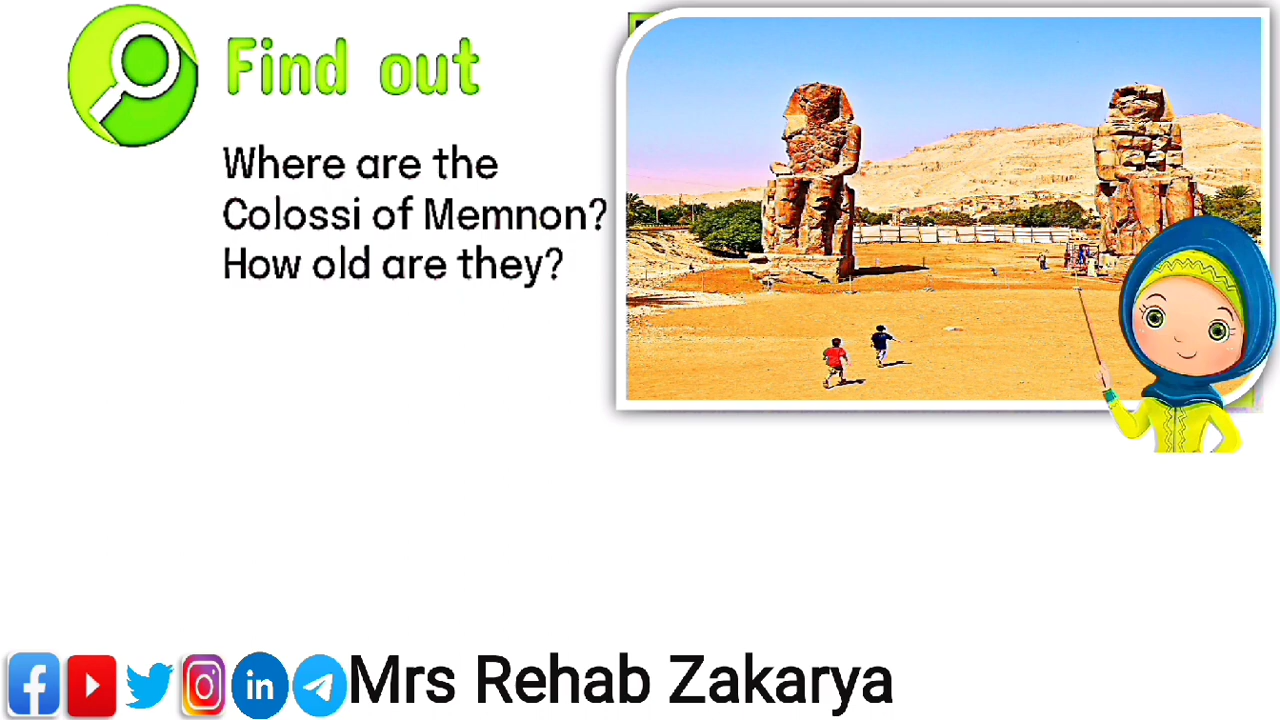 Find out
Where are the
Colossi of Memnon?
How old are they?
Mrs Rehab Zakarya